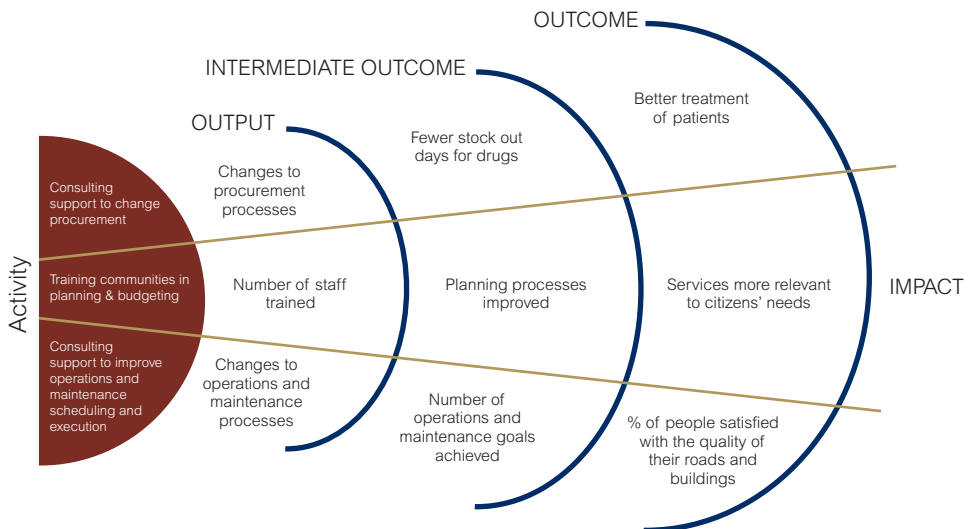 OUTCOME
INTERMEDIATE OUTCOME
OUTPUT
Activity
Consulting
support to change
procurement
Changes to
procurement
processes
Fewer stock out
days for drugs
Better treatment
of patients
Training communities in
planning & budgeting
Number of staff
trained
Planning processes
improved
Services more relevant
to citizens’ needs
IMPACT
Consulting
support to improve
operations and
maintenance
scheduling and
execution
Changes to
operations and
maintenance
processes
Number of
operations and
maintenance goals
achieved
% of people satisfied
with the quality of
their roads and
buildings